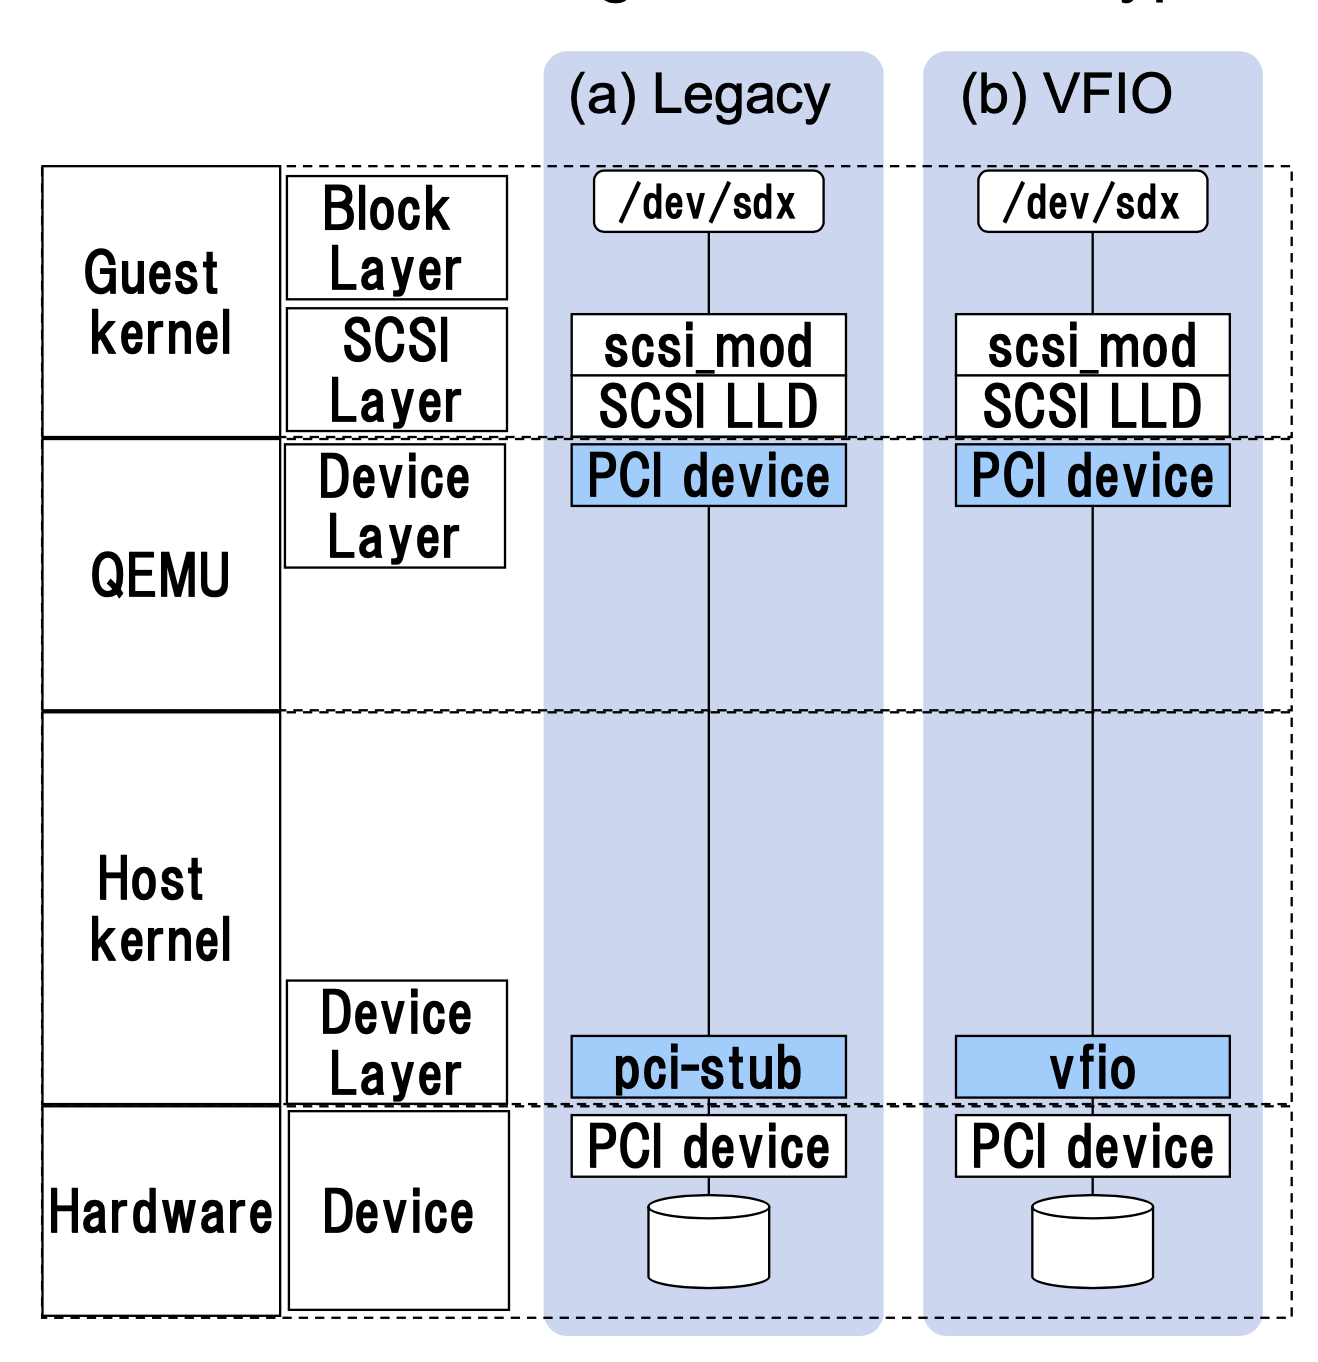 (a) Legacy
(b) VFIO
Guest
kernel
Block
Layer
/dev/sdx
/dev/sdx
SCSI
Layer
scsi_mod
scsi_mod
SCSI LLD
SCSI LLD
QEMU
Device
Layer
PCI device
PCI device
Host
kernel
Device
Layer
pci-stub
vfio
Hardware
Device
PCI device
PCI device